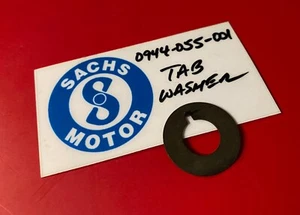 SACHS
MOTOR
S
0944-055-001
TAB
WASHER